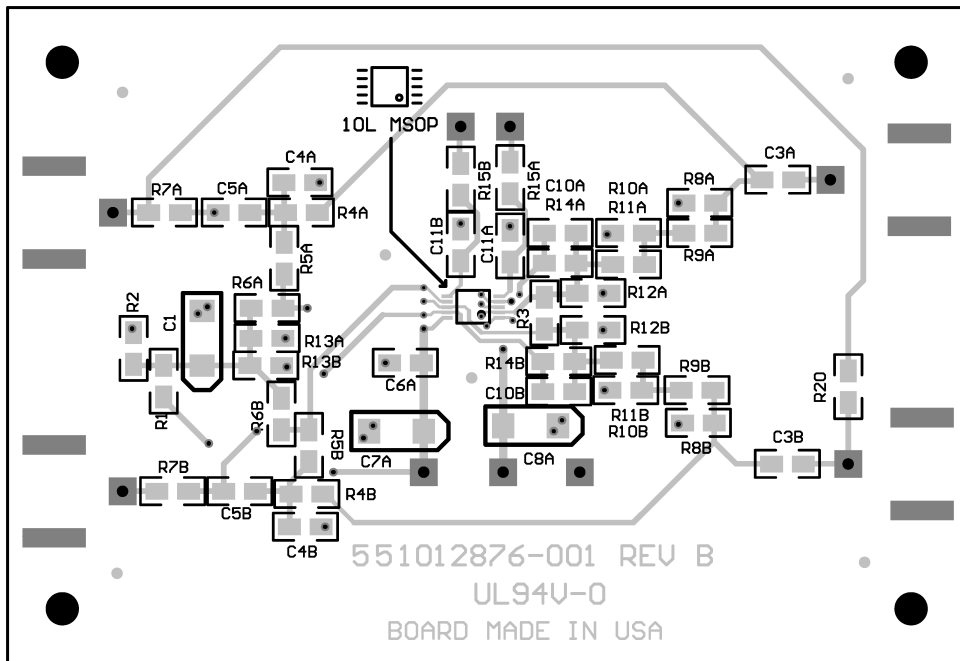 10L MSOP
C4A
C3A
R7A
C5A
R4A
R15B
R15A
C10A
R14A
R10A
R11A
R8A
R9A
C11B
C11A
R5A
R6A
R2
C1
R13A
R13B
R12A
R3
R12B
R14B
C10B
C6A
R9B
R20
R1
R6B
R5B
C7A
C8A
R11B
R10B
R8B
C3B
R7B
C5B
R4B
C4B
551012876-001 REV B
UL94V-0
BOARD MADE IN USA